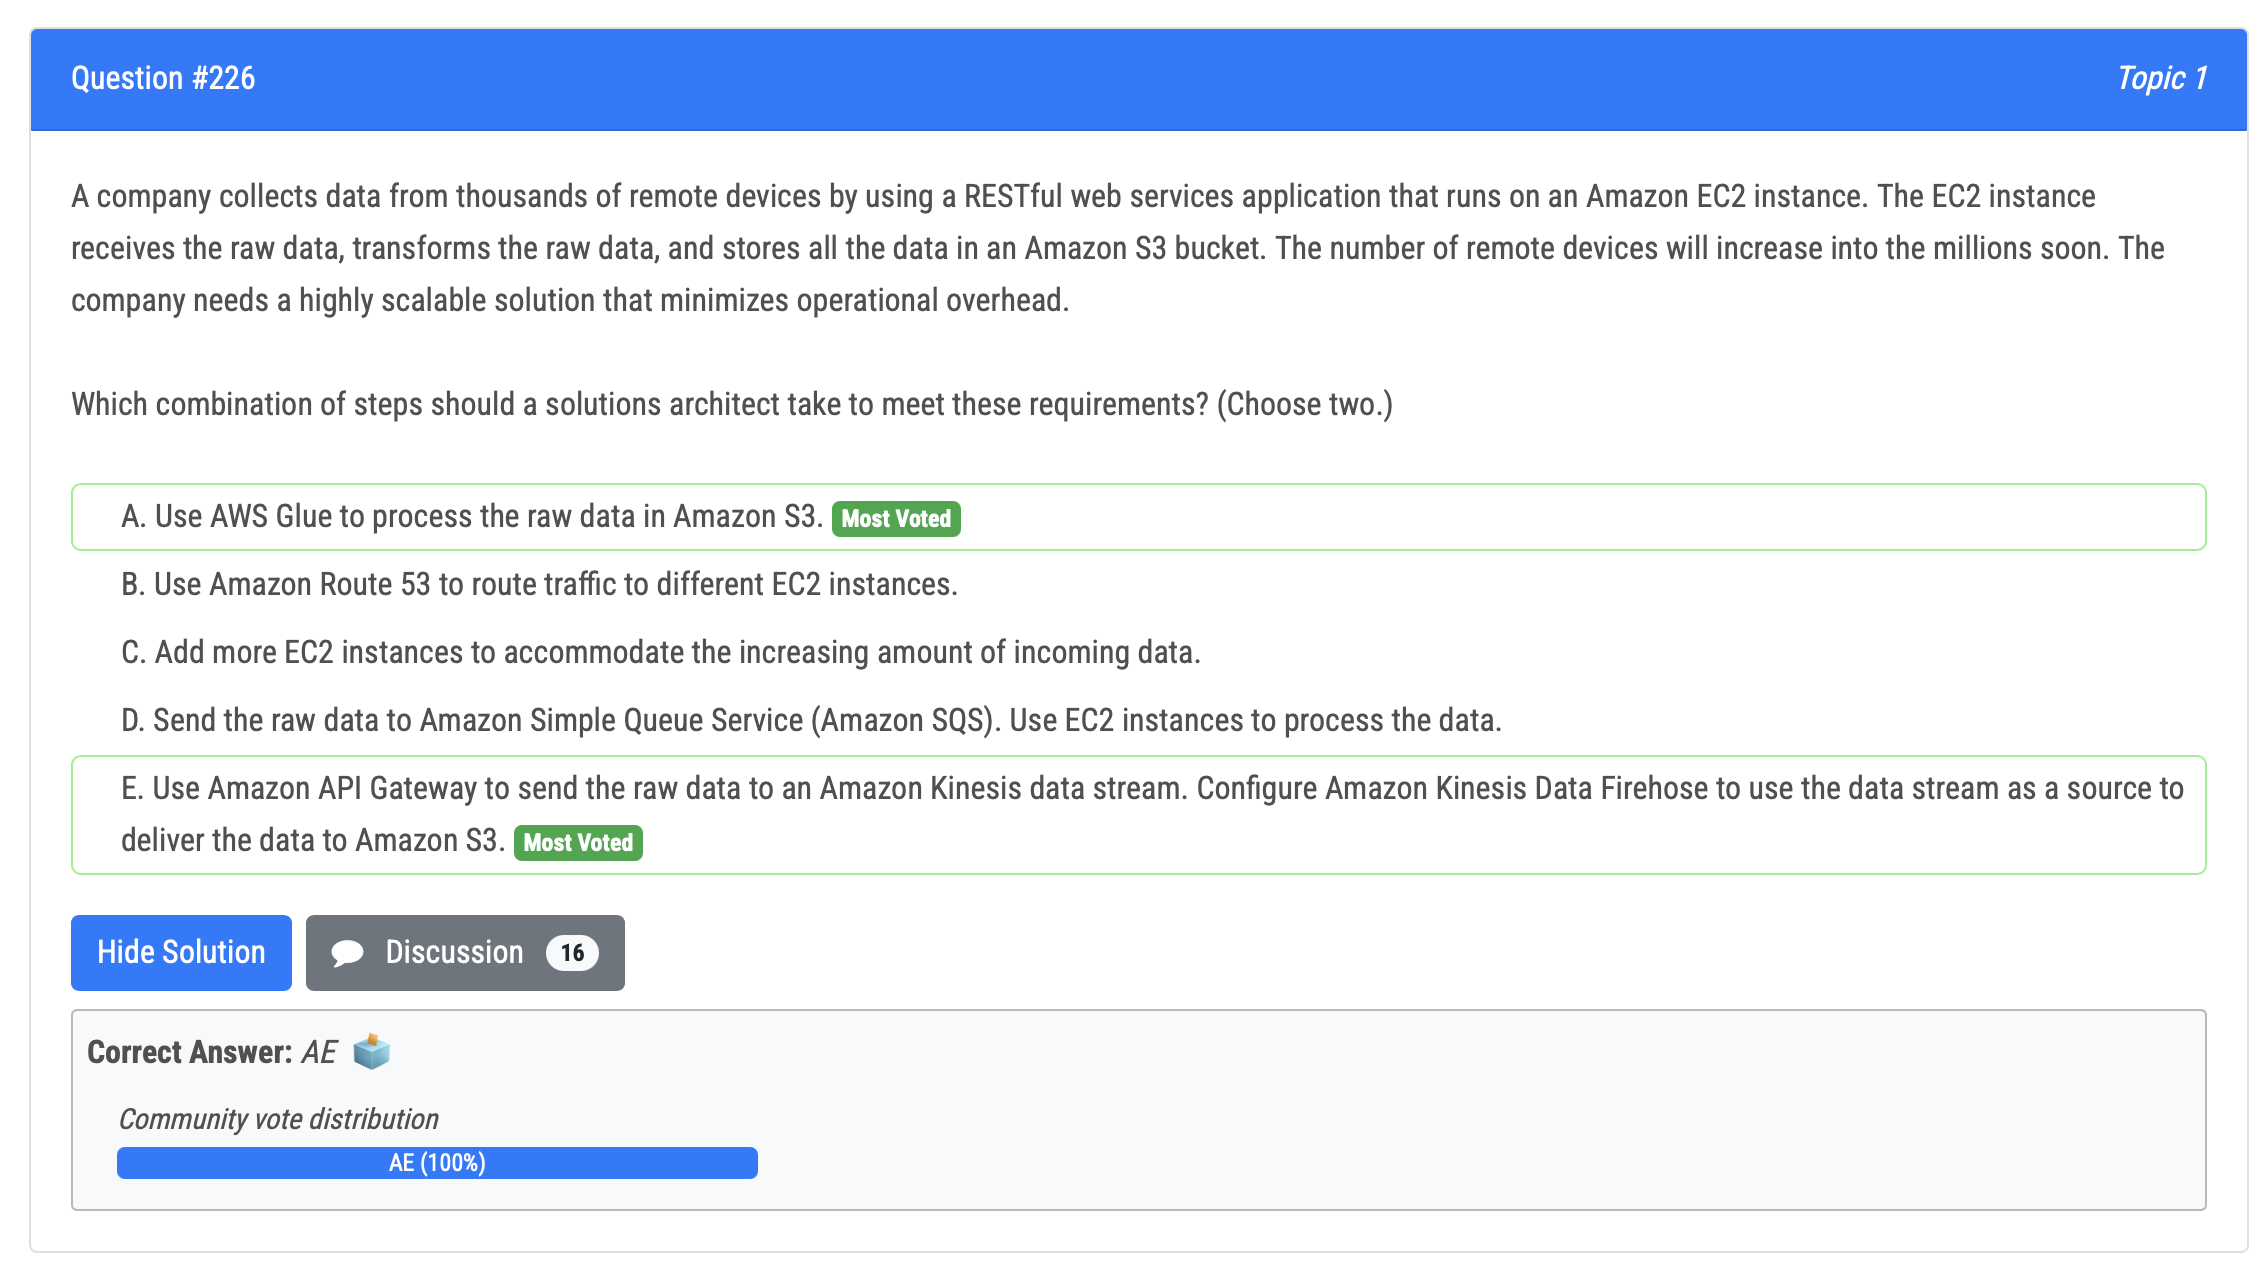 Question #226
Topic 1
A company collects data from thousands of remote devices by using a RESTful web services application that runs on an Amazon EC2 instance. The EC2 instance
receives the raw data, transforms the raw data, and stores all the data in an Amazon S3 bucket. The number of remote devices will increase into the millions soon. The
company needs a highly scalable solution that minimizes operational overhead.
Which combination of steps should a solutions architect take to meet these requirements? (Choose two.)
A. Use AWS Glue to process the raw data in Amazon S3. Most Voted
B. Use Amazon Route 53 to route traffic to different EC2 instances.
C. Add more EC2 instances to accommodate the increasing amount of incoming data.
D. Send the raw data to Amazon Simple Queue Service (Amazon SQS). Use EC2 instances to process the data.
E. Use Amazon API Gateway to send the raw data to an Amazon Kinesis data stream. Configure Amazon Kinesis Data Firehose to use the data stream as a source to
deliver the data to Amazon S3. Most Voted
Hide Solution
Discussion 16
Correct Answer: AE
Community vote distribution
AE (100%)